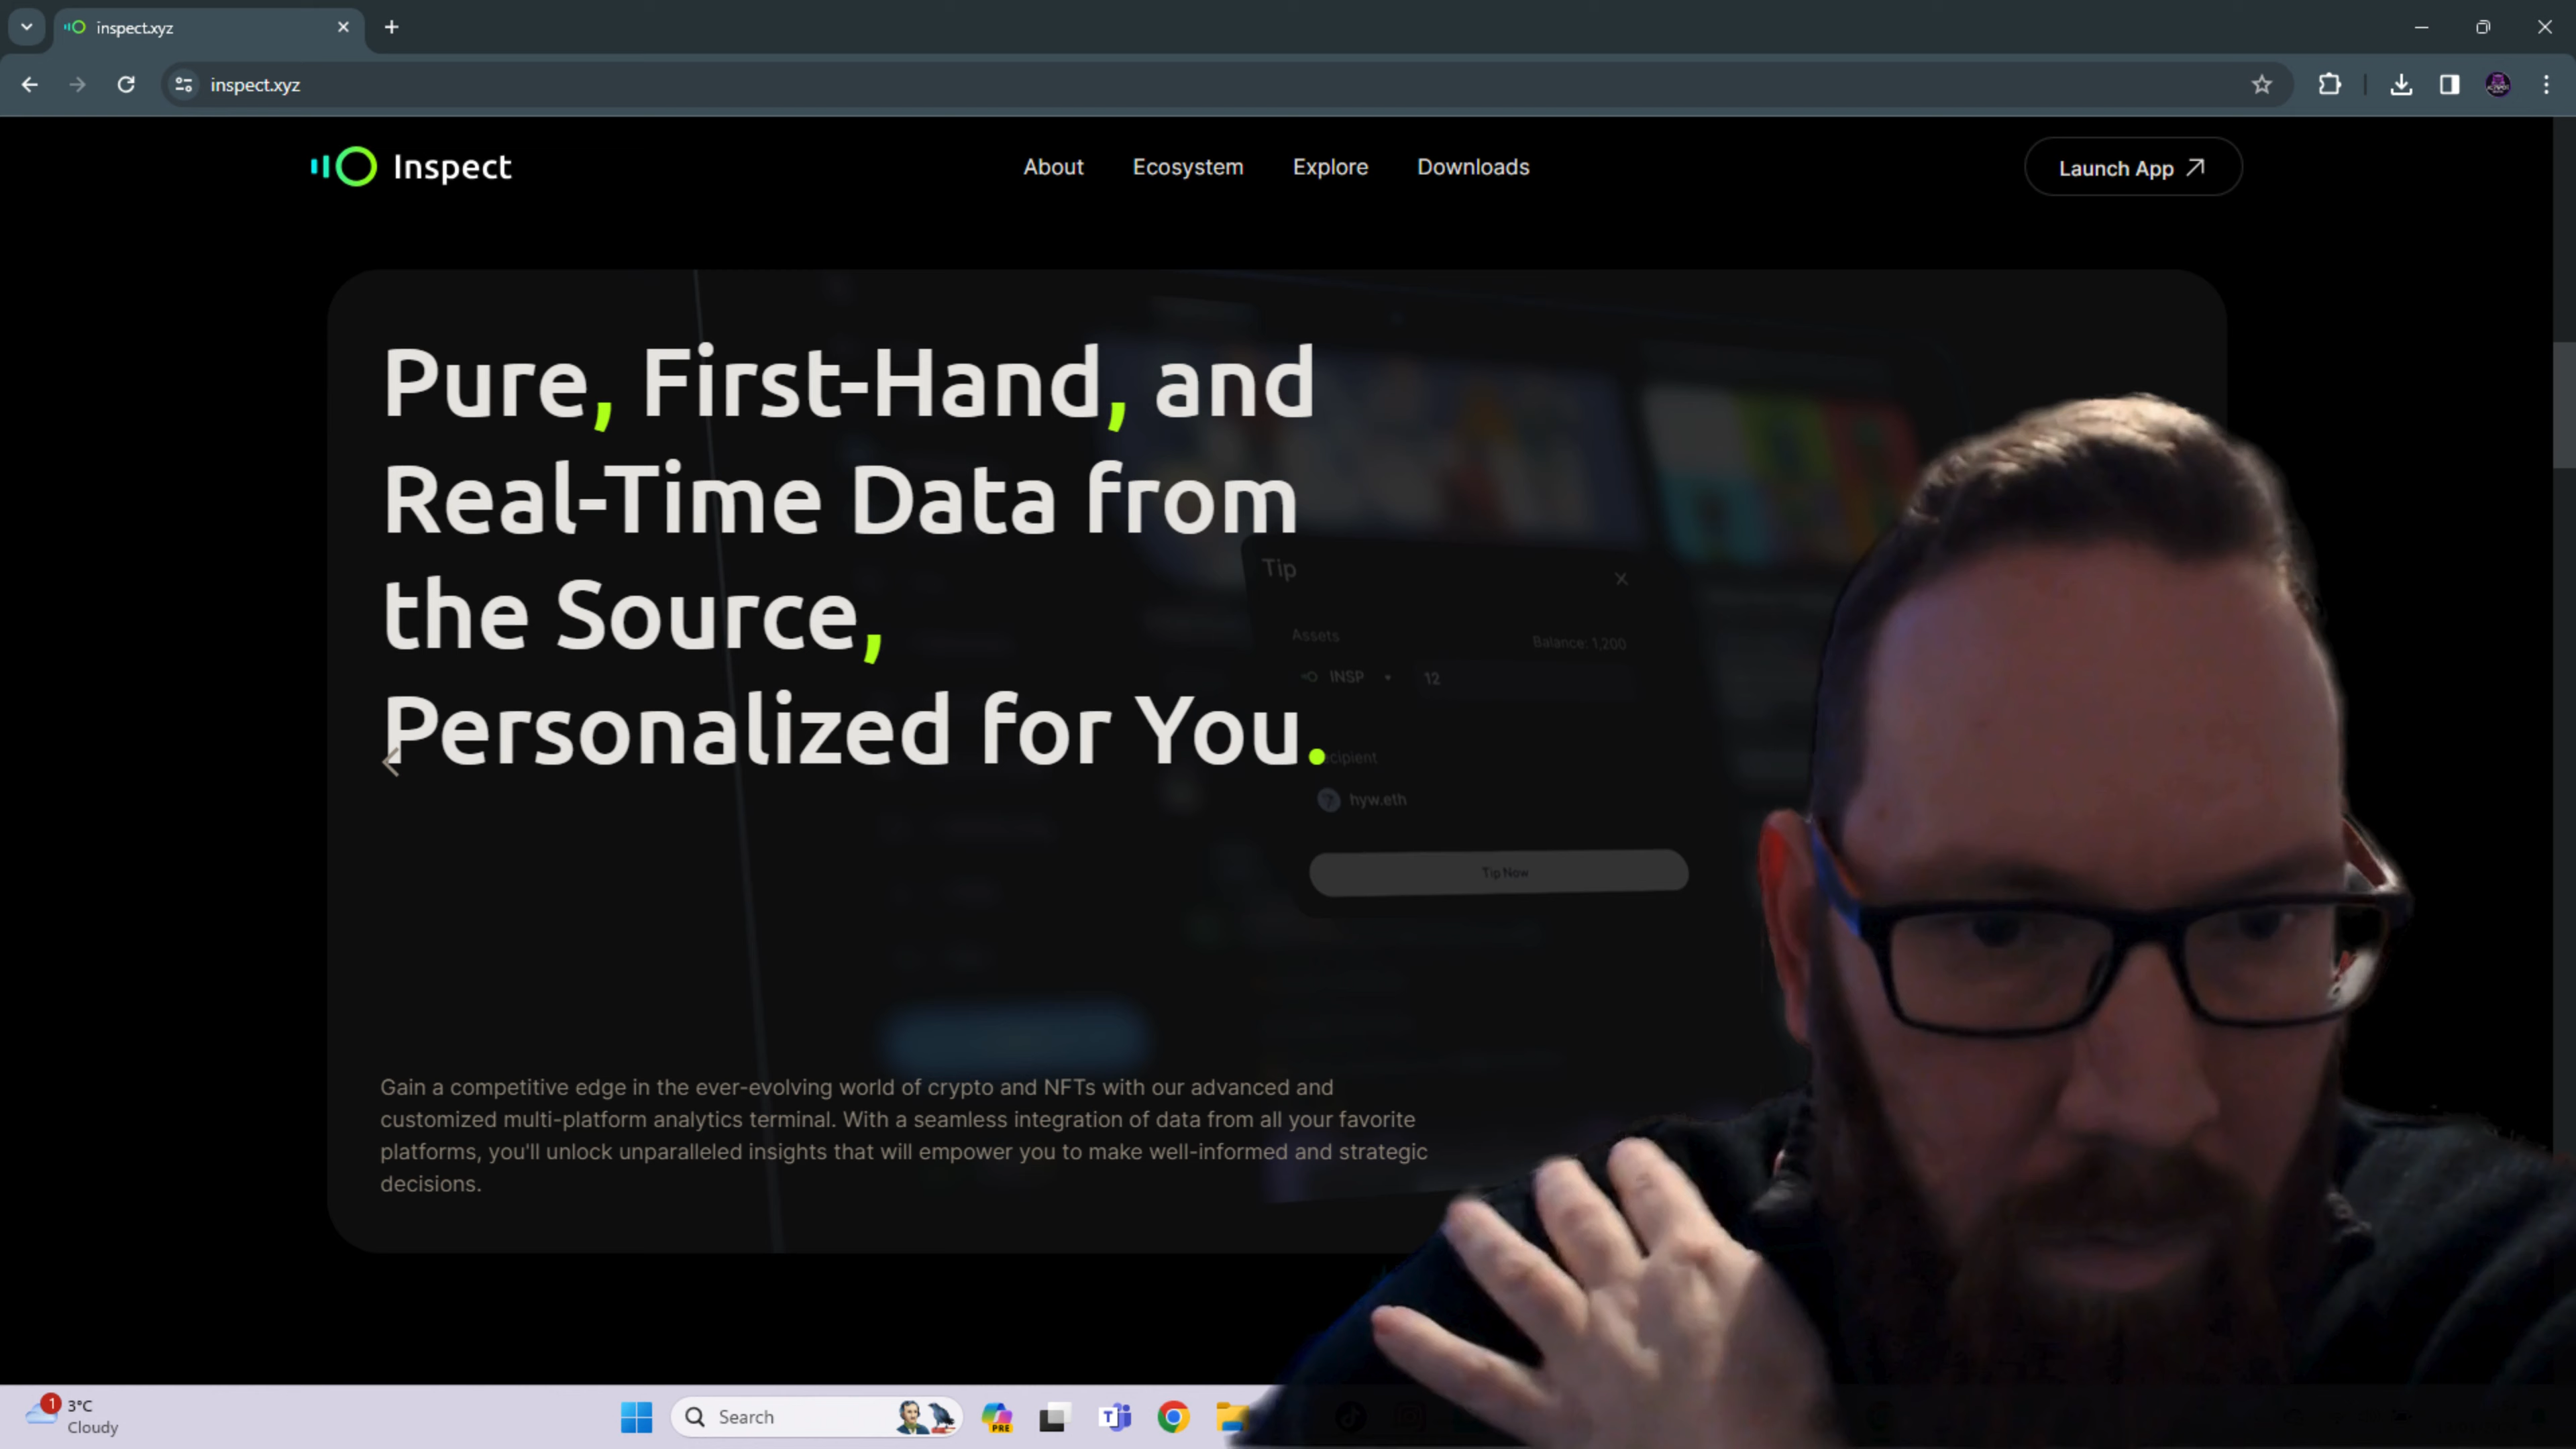 inspect.xyz
inspect.xyz
Inspect
About
Ecosystem
Explore
Downloads
Launch App
Pure, First-Hand, and
Real-Time Data from
the Source,
Personalized for You.
Tip
Assets
Balance: 1,200
INSP
12
cipient
hyw.eth
Tip Now
Gain a competitive edge in the ever-evolving world of crypto and NFTs with our advanced and
customized multi-platform analytics terminal. With a seamless integration of data from all your favorite
platforms, you'll unlock unparalleled insights that will empower you to make well-informed and strategic
decisions.
1
3°C
Cloudy
Search
PRE
T